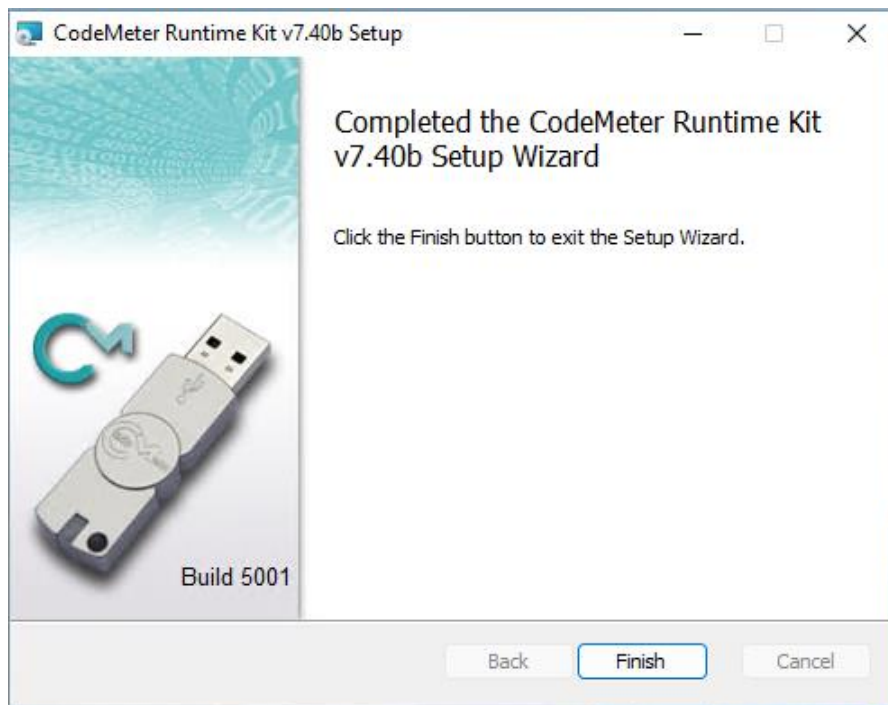 CodeMeter Runtime Kit v7.40b Setup
Completed the CodeMeter Runtime Kit
v7.40b Setup Wizard
Click the Finish button to exit the Setup Wizard.
Build 5001
Back
Finish
Cancel